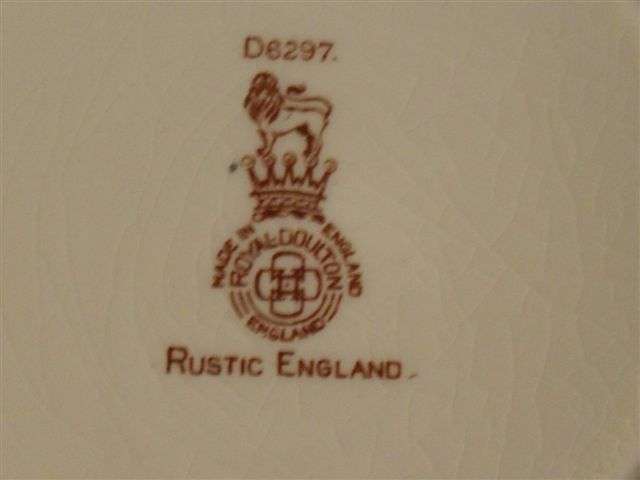 D6297.
MADE IN ENGLAND
ROYAL DOULTON
ENGLAND
RUSTIC ENGLAND